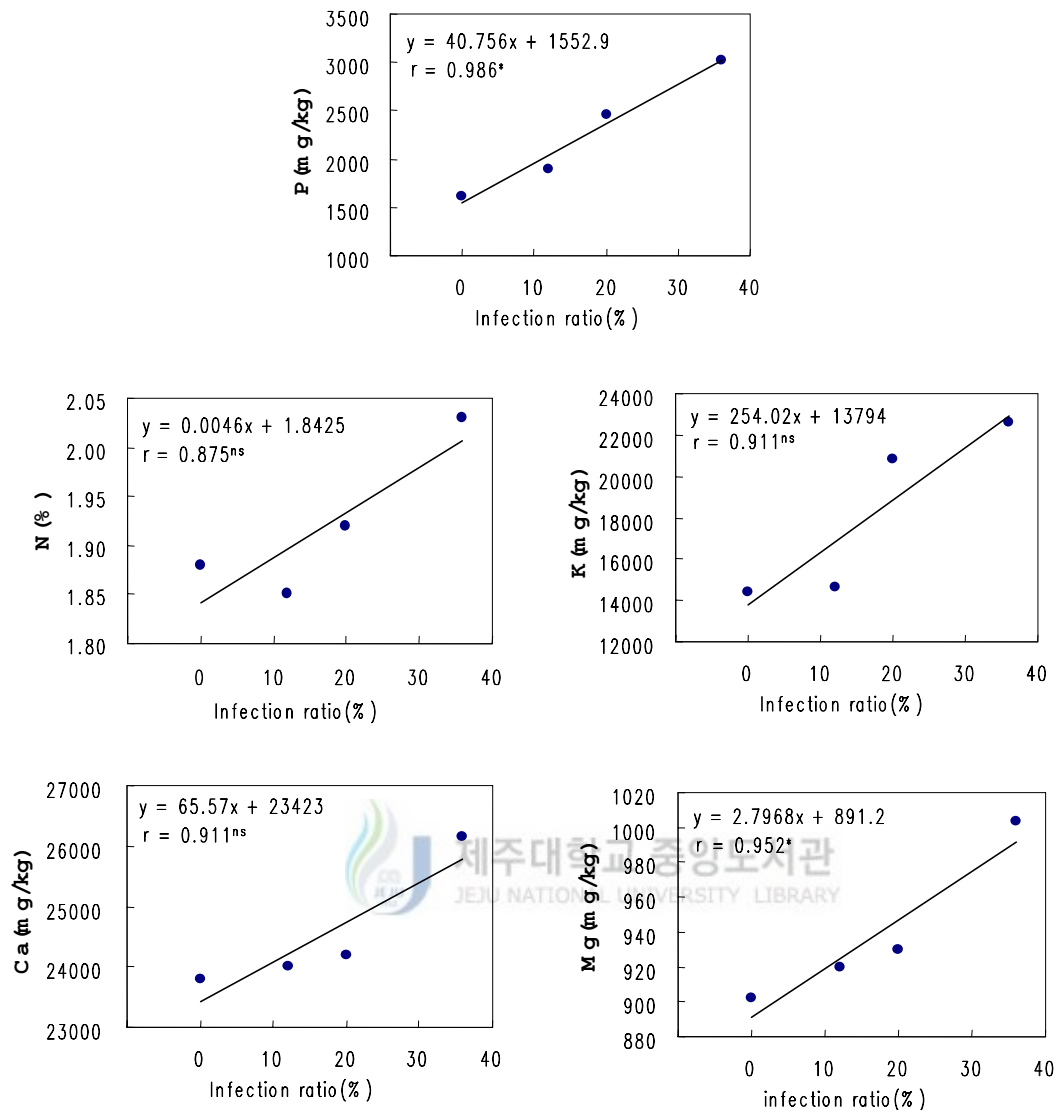 3500
3000
2500
2000
1500
1000
y = 40.756x + 1552.9
r = 0.986*
P (mg/kg)
0 10 20 30 40
Infection ratio(%)
2.05
2.00
1.95
1.90
1.85
1.80
y = 0.0046x + 1.8425
r = 0.875ns
N (%)
0 10 20 30 40
Infection ratio(%)
24000
22000
20000
18000
16000
14000
12000
y = 254.02x + 13794
r = 0.911ns
K (mg/kg)
0 10 20 30 40
Infection ratio(%)
27000
26000
25000
24000
23000
y = 65.57x + 23423
r = 0.911ns
Ca (mg/kg)
0 10 20 30 40
Infection ratio(%)
1020
1000
980
960
940
920
900
880
y = 2.7968x + 891.2
r = 0.952*
Mg (mg/kg)
0 10 20 30 40
infection ratio(%)
JEJU
제주대학교 중앙도서관
JEJU NATIONAL UNIVERSITY LIBRARY